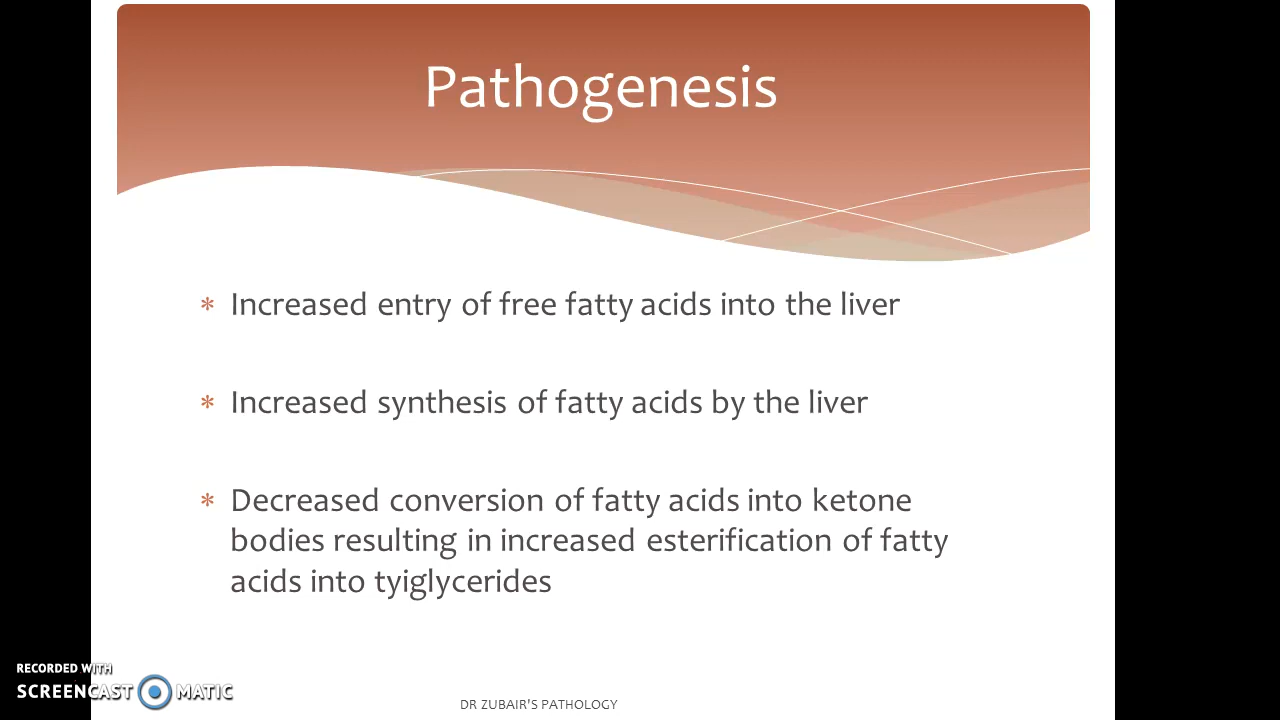 Pathogenesis
* Increased entry of free fatty acids into the liver
* Increased synthesis of fatty acids by the liver
* Decreased conversion of fatty acids into ketone
bodies resulting in increased esterification of fatty
acids into tyiglycerides
RECORDED WITH
SCREENCAST MATIC
DR ZUBAIR'S PATHOLOGY